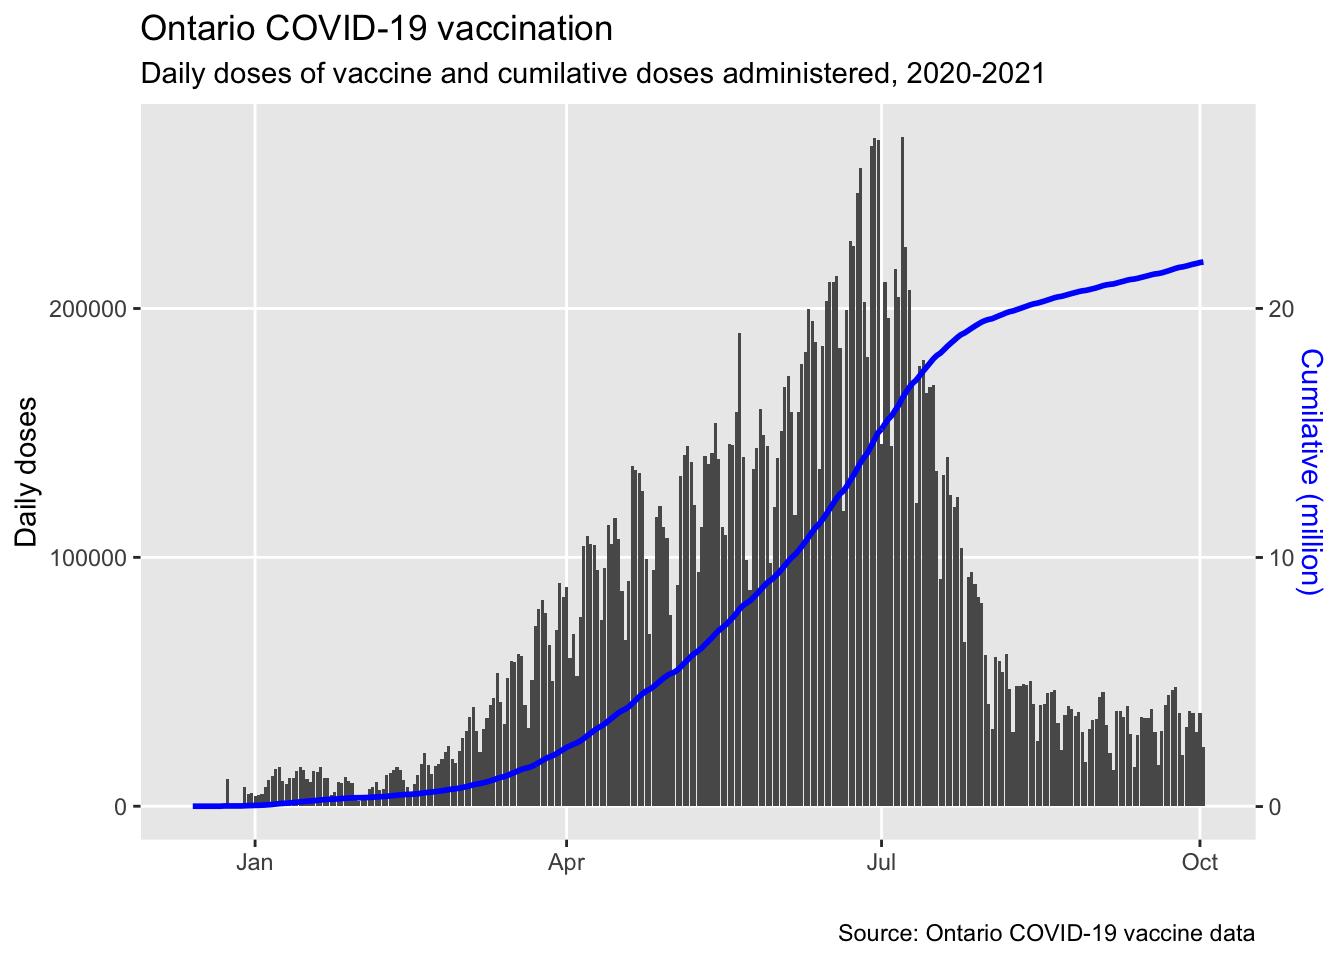 Ontario COVID-19 vaccination
Daily doses of vaccine and cumilative doses administered, 2020-2021
Daily doses
200000
100000
0
20
10
0
Cumilative (million)
Jan
Apr
Jul
Oct
Source: Ontario COVID-19 vaccine data